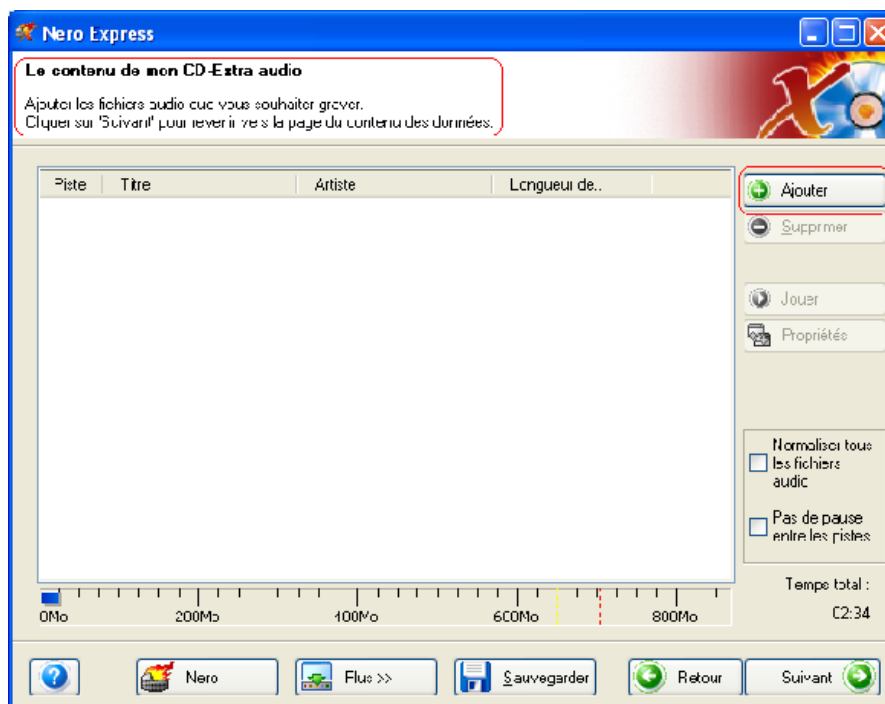 Nero Express
Le contenu de mon CD-Extra audio
Ajouter les fichiers audio que vous souhaiter graver.
Cliquer sur 'Suivant' pour revenir vers la page du contenu des données.
Piste Titre Artiste Longueur de..
Ajouter
Supprimer
Jouer
Propriétés
Normaliser tous
les fichiers
audio
Pas de pause
entre les pistes
Temps total :
02:34
0Mo 200Mo 400Mo 600Mo 800Mo
Nero Plus >> Sauvegarder Retour Suivant